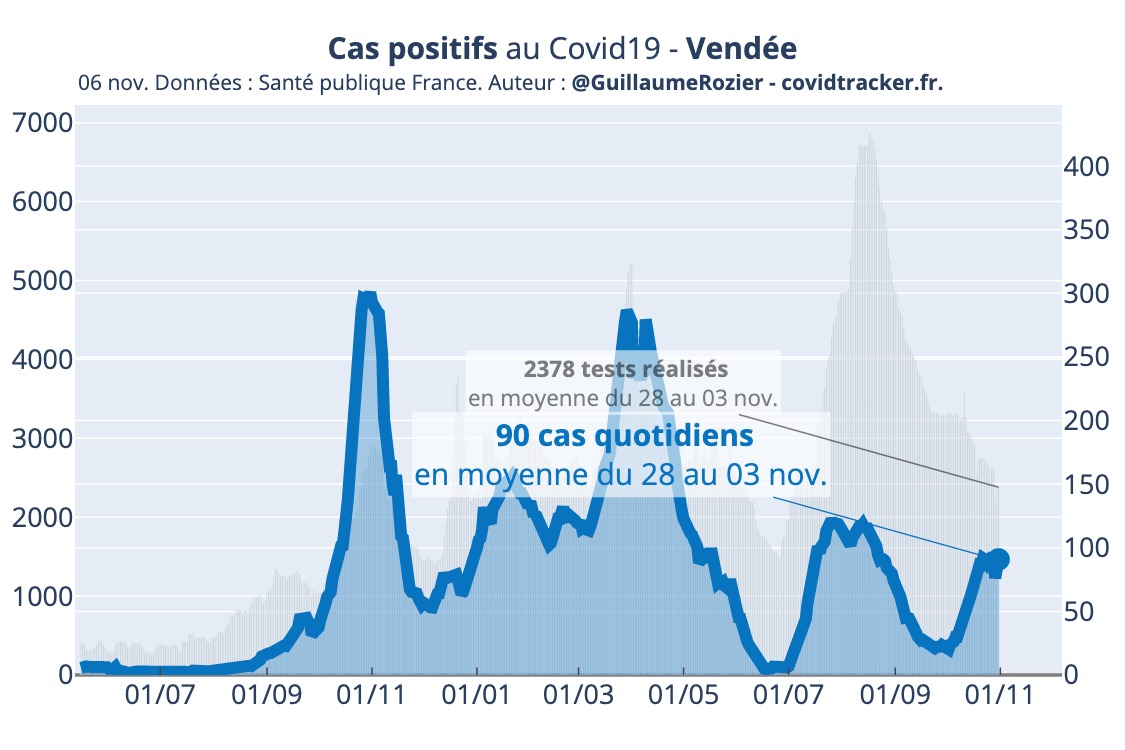 Cas positifs au Covid19 - Vendée
06 nov. Données : Santé publique France. Auteur : @GuillaumeRozier - covidtracker.fr.
7000
6000
5000
4000
3000
2000
1000
0
400
350
300
250
200
150
100
50
0
2378 tests réalisés
en moyenne du 28 au 03 nov.
90 cas quotidiens
en moyenne du 28 au 03 nov.
01/07 01/09 01/11 01/01 01/03 01/05 01/07 01/09 01/11